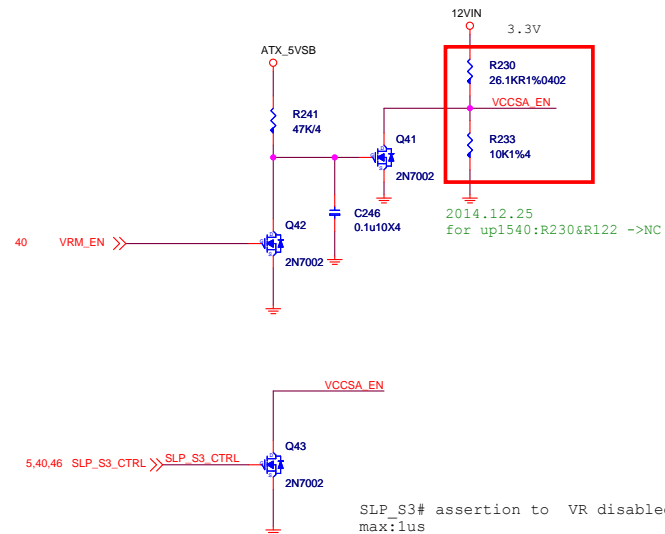 12VIN
3.3V
ATX_5VSB
R230
26.1KR1%0402
VCCSA_EN
R241
47K/4
Q41
R233
10K1%4
2N7002
C246
0.1u10X4
2014.12.25
for up1540:R230&R122 ->NC
Q42
40 VRM_EN
2N7002
VCCSA_EN
Q43
5,40,46 SLP_S3_CTRL SLP_S3_CTRL
2N7002
SLP_S3# assertion to VR disabled
max:1us